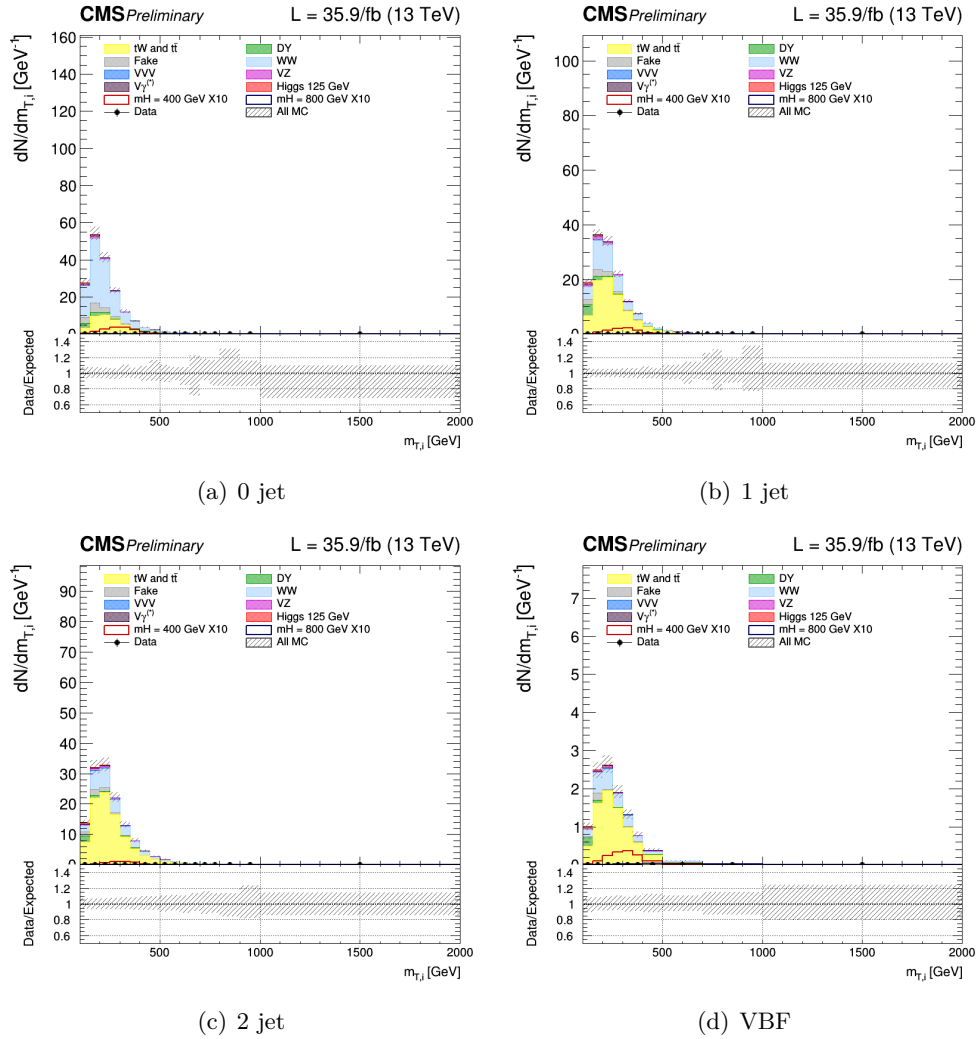 CMS Preliminary L = 35.9/fb (13 TeV)
dN/dmT,i [GeV⁻¹]
160
140
120
100
80
60
40
20
0
tW and tt̄ DY
Fake WW
VVV VZ
Vγ(*) Higgs 125 GeV
mH = 400 GeV X10 mH = 800 GeV X10
Data All MC
Data/Expected
1.4
1.2
1
0.8
0.6
500 1000 1500 2000
mT,i [GeV]
(a) 0 jet
CMS Preliminary L = 35.9/fb (13 TeV)
dN/dmT,i [GeV⁻¹]
100
80
60
40
20
0
tW and tt̄ DY
Fake WW
VVV VZ
Vγ(*) Higgs 125 GeV
mH = 400 GeV X10 mH = 800 GeV X10
Data All MC
Data/Expected
1.4
1.2
1
0.8
0.6
500 1000 1500 2000
mT,i [GeV]
(b) 1 jet
CMS Preliminary L = 35.9/fb (13 TeV)
dN/dmT,i [GeV⁻¹]
90
80
70
60
50
40
30
20
10
0
tW and tt̄ DY
Fake WW
VVV VZ
Vγ(*) Higgs 125 GeV
mH = 400 GeV X10 mH = 800 GeV X10
Data All MC
Data/Expected
1.4
1.2
1
0.8
0.6
500 1000 1500 2000
mT,i [GeV]
(c) 2 jet
CMS Preliminary L = 35.9/fb (13 TeV)
dN/dmT,i [GeV⁻¹]
7
6
5
4
3
2
1
0
tW and tt̄ DY
Fake WW
VVV VZ
Vγ(*) Higgs 125 GeV
mH = 400 GeV X10 mH = 800 GeV X10
Data All MC
Data/Expected
1.4
1.2
1
0.8
0.6
500 1000 1500 2000
mT,i [GeV]
(d) VBF